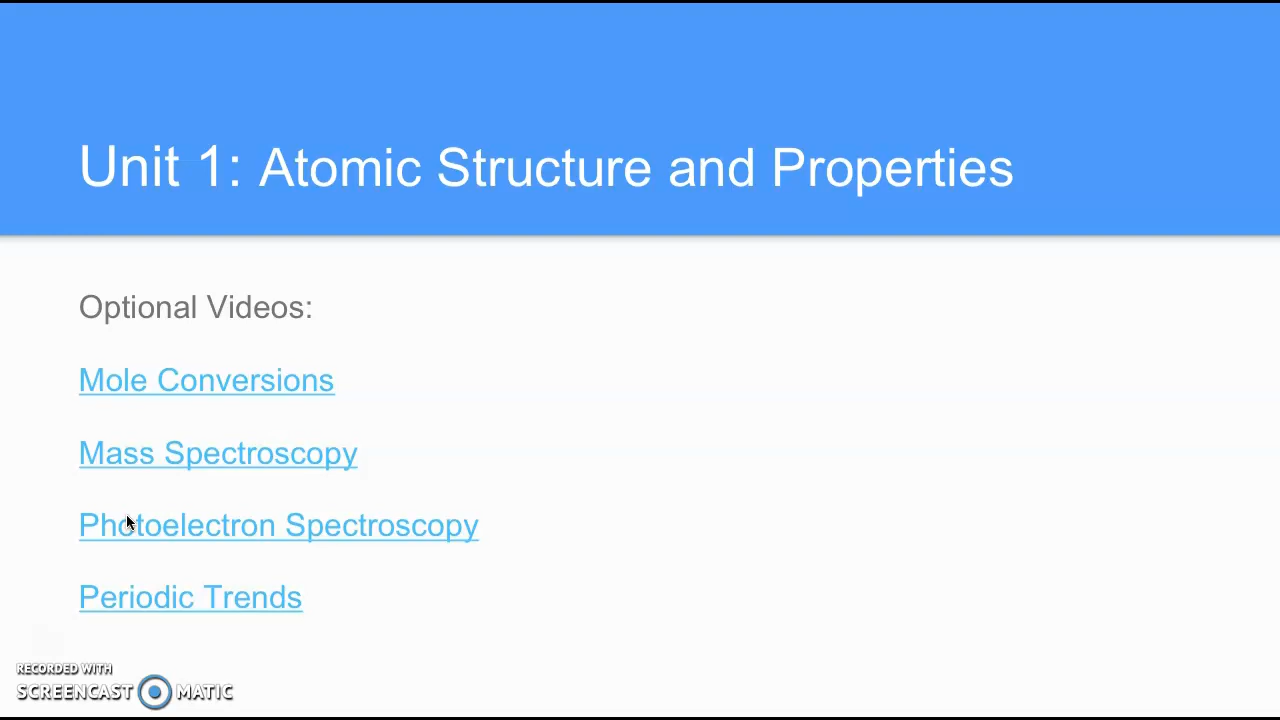 Unit 1: Atomic Structure and Properties
Optional Videos:
Mole Conversions
Mass Spectroscopy
Photoelectron Spectroscopy
Periodic Trends
RECORDED WITH
SCREENCAST MATIC